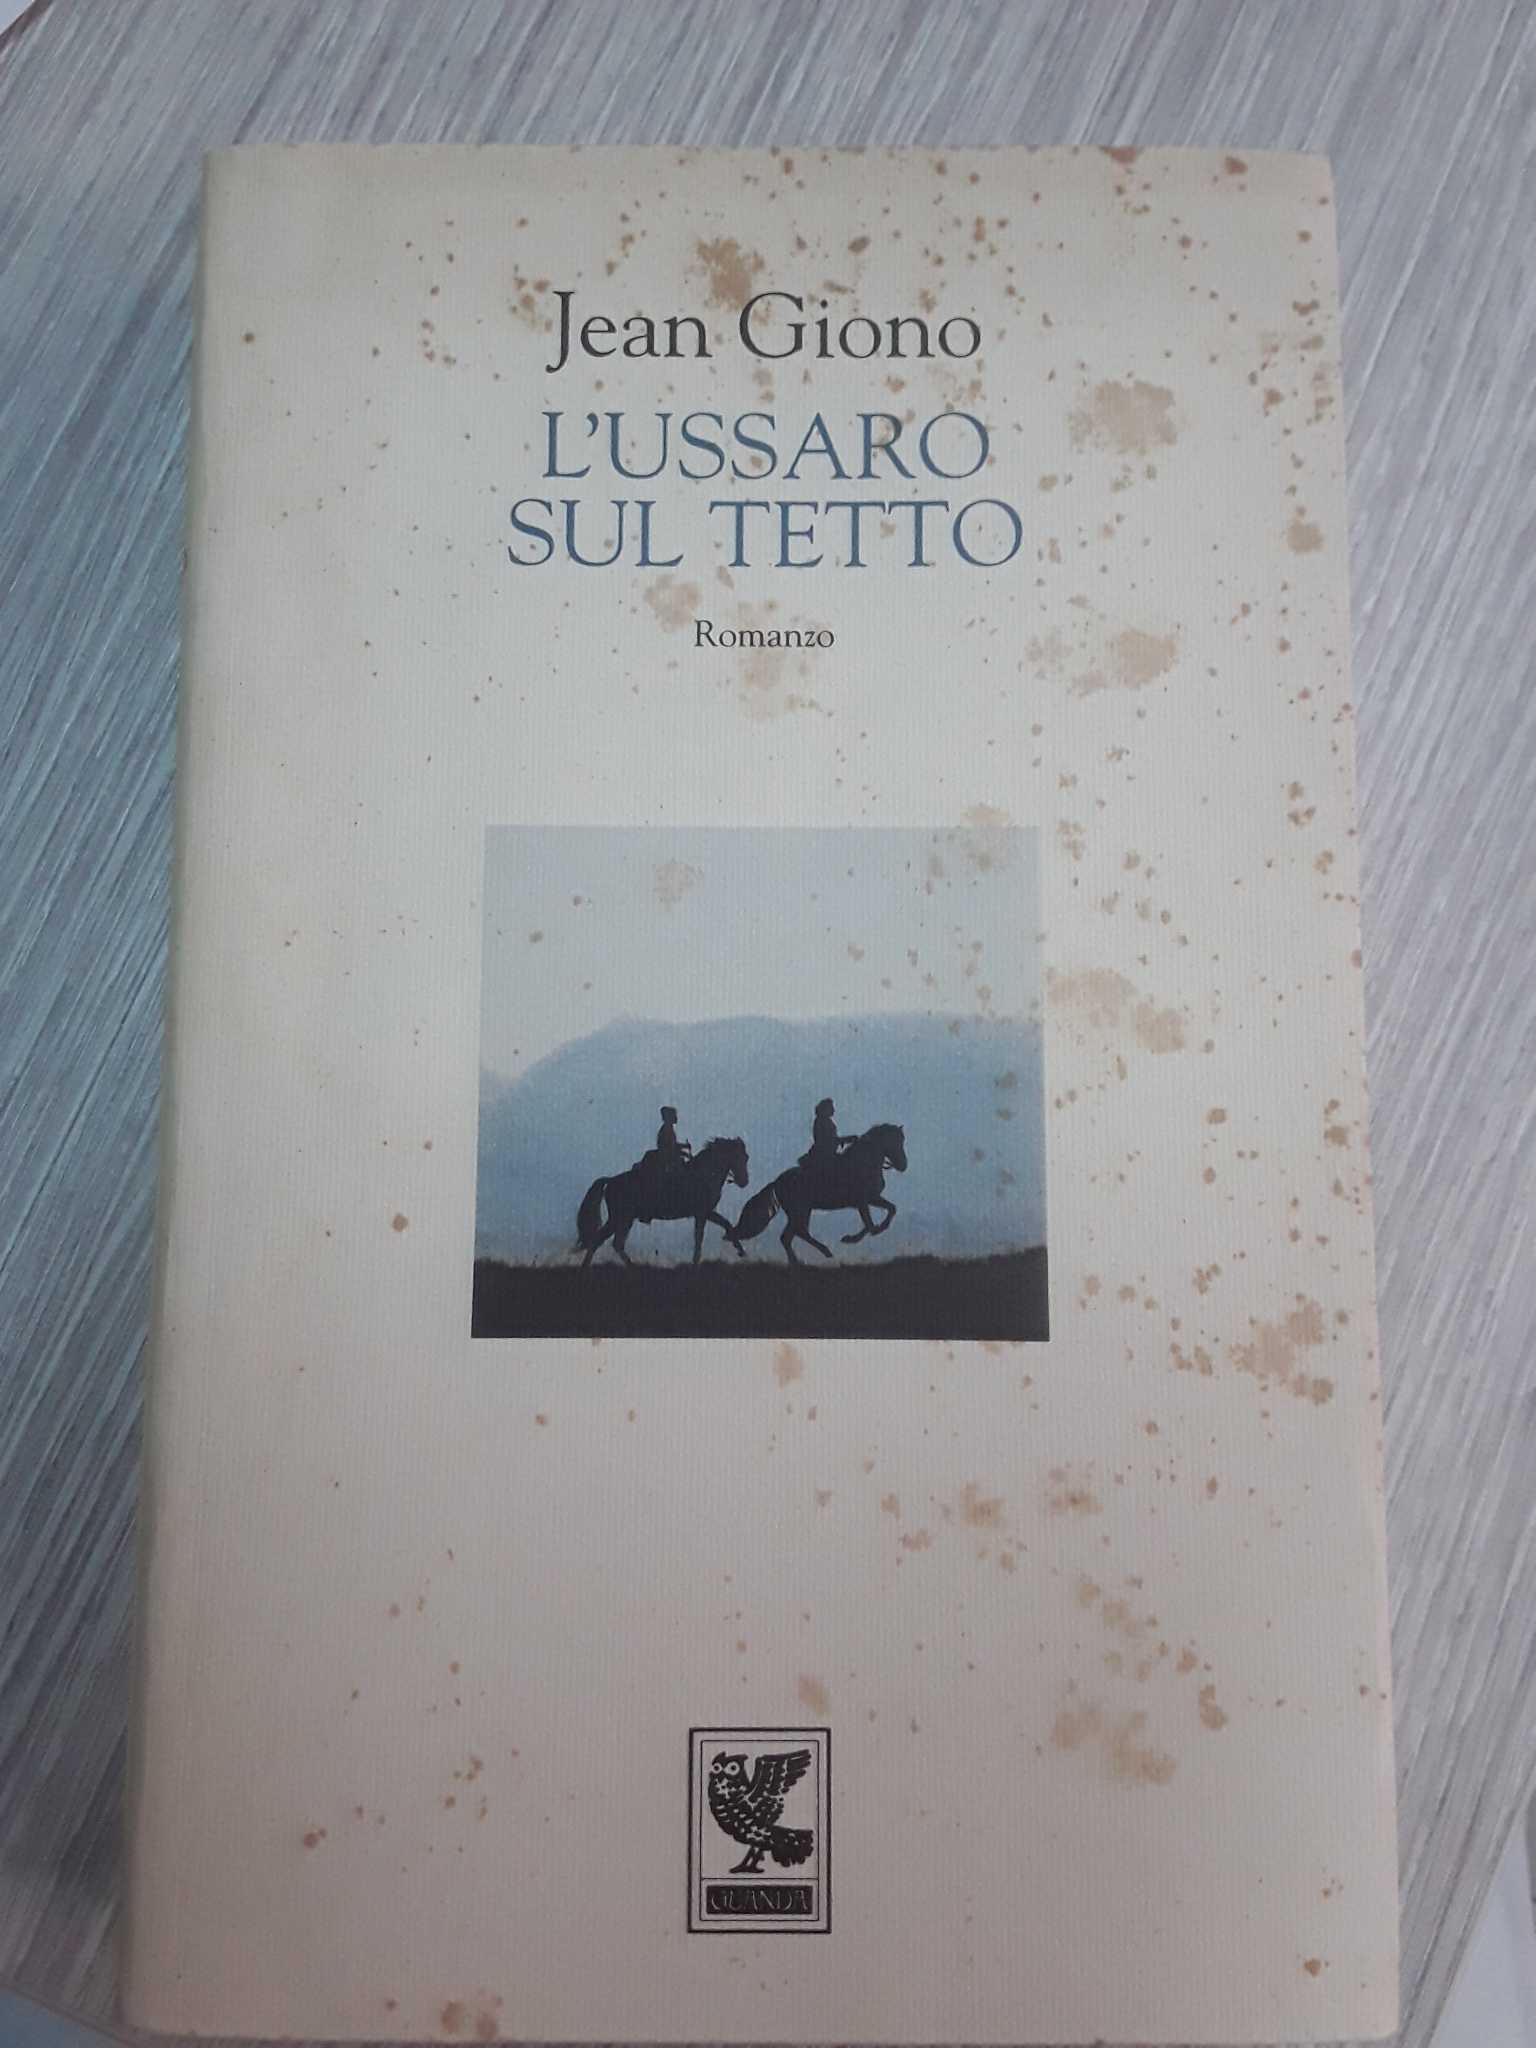 Jean Giono
L'USSARO
SUL TETTO
Romanzo
GUANDA